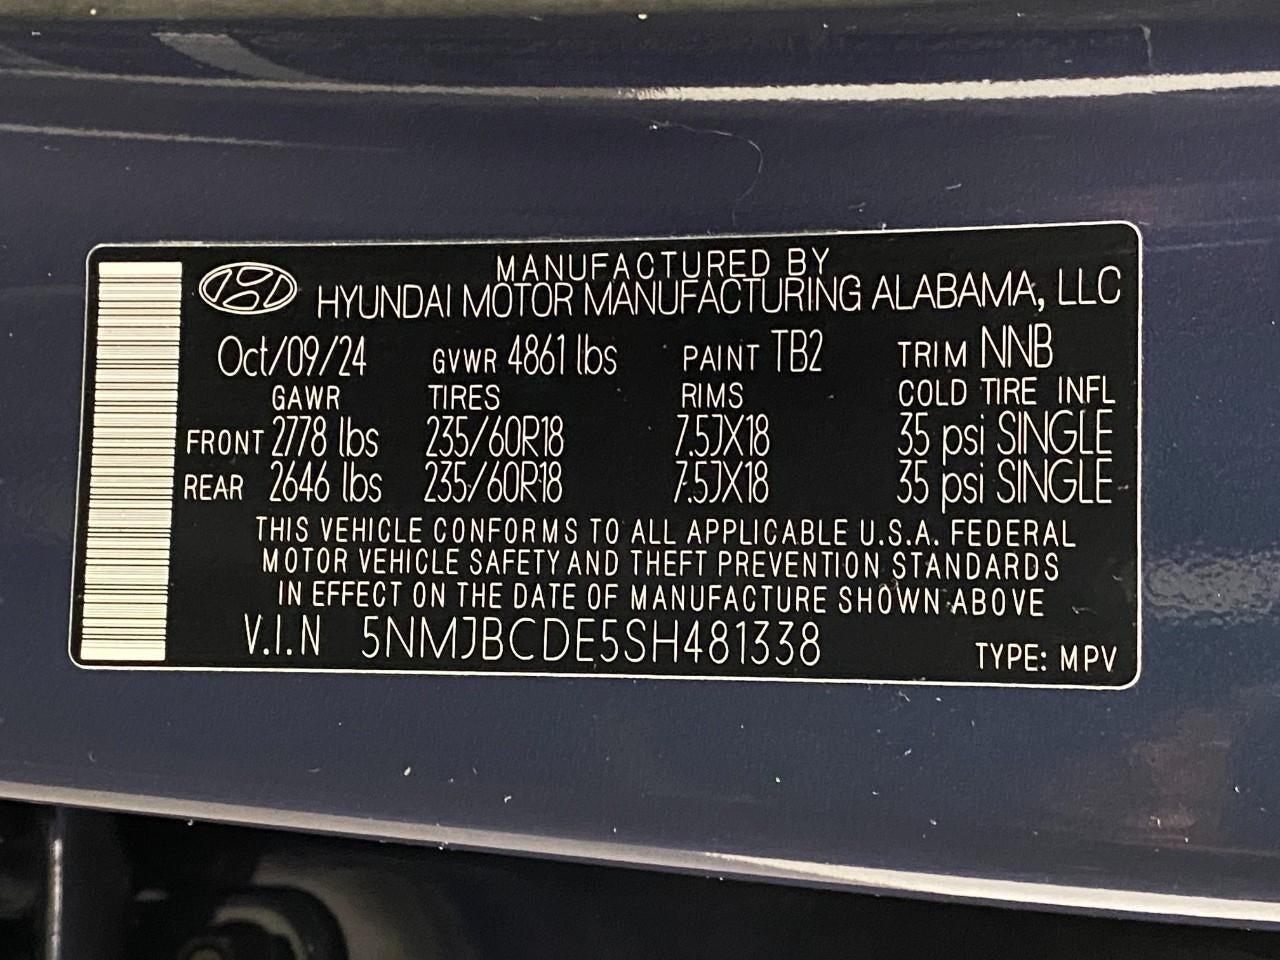 MANUFACTURED BY
HYUNDAI MOTOR MANUFACTURING ALABAMA, LLC
Oct/09/24 GVWR 4861 lbs PAINT TB2 TRIM NNB
GAWR TIRES RIMS COLD TIRE INFL
FRONT 2778 lbs 235/60R18 7.5JX18 35 psi SINGLE
REAR 2646 lbs 235/60R18 7.5JX18 35 psi SINGLE
THIS VEHICLE CONFORMS TO ALL APPLICABLE U.S.A. FEDERAL
MOTOR VEHICLE SAFETY AND THEFT PREVENTION STANDARDS
IN EFFECT ON THE DATE OF MANUFACTURE SHOWN ABOVE
V.I.N 5NMJBCDE5SH481338 TYPE: MPV